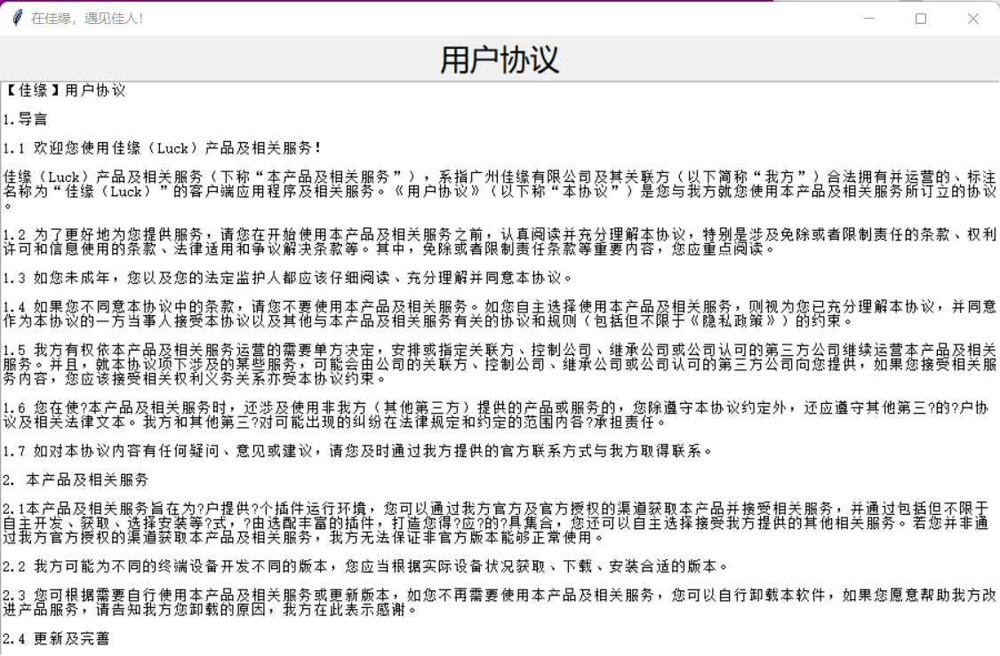 在佳缘，遇见佳人!
用户协议
【佳缘】用户协议
1.导言
1.1 欢迎您使用佳缘（Luck）产品及相关服务！
佳缘（Luck）产品及相关服务（下称“本产品及相关服务”），系指广州佳缘有限公司及其关联方（以下简称“我方”）合法拥有并运营的、标注
名称为“佳缘（Luck）”的客户端应用程序及相关服务。《用户协议》（以下称“本协议”）是您与我方就您使用本产品及相关服务所订立的协议
。
1.2 为了更好地为您提供服务，请您在开始使用本产品及相关服务之前，认真阅读并充分理解本协议，特别是涉及免除或者限制责任的条款、权利
许可和信息使用的条款、法律适用和争议解决条款等。其中，免除或者限制责任条款等重要内容，您应重点阅读。
1.3 如您未成年，您以及您的法定监护人都应该仔细阅读、充分理解并同意本协议。
1.4 如果您不同意本协议中的条款，请您不要使用本产品及相关服务。如您自主选择使用本产品及相关服务，则视为您已充分理解本协议，并同意
作为本协议的一方当事人接受本协议以及其他与本产品及相关服务有关的协议和规则（包括但不限于《隐私政策》）的约束。
1.5 我方有权依本产品及相关服务运营的需要单方决定，安排或指定关联方、控制公司、继承公司或公司认可的第三方公司继续运营本产品及相关
服务。并且，就本协议项下涉及的某些服务，可能会由公司的关联方、控制公司、继承公司或公司认可的第三方公司向您提供，如果您接受相关服
务内容，您应该接受相关权利义务关系亦受本协议约束。
1.6 您在使?本产品及相关服务时，还涉及使用非我方（其他第三方）提供的产品或服务的，您除遵守本协议约定外，还应遵守其他第三?的?户协
议及相关法律文本。我方和其他第三?对可能出现的纠纷在法律规定和约定的范围内各?承担责任。
1.7 如对本协议内容有任何疑问、意见或建议，请您及时通过我方提供的官方联系方式与我方取得联系。
2. 本产品及相关服务
2.1本产品及相关服务旨在为?户提供?个插件运行环境，您可以通过我方官方及官方授权的渠道获取本产品并接受相关服务，并通过包括但不限于
自主开发、获取、选择安装等?式，?由选配丰富的插件，打造您得?应?的?具集合，您还可以自主选择接受我方提供的其他相关服务。若您并非通
过我方官方授权的渠道获取本产品及相关服务，我方无法保证非官方版本能够正常使用。
2.2 我方可能为不同的终端设备开发不同的版本，您应当根据实际设备状况获取、下载、安装合适的版本。
2.3 您可根据需要自行使用本产品及相关服务或更新版本，如您不再需要使用本产品及相关服务，您可以自行卸载本软件，如果您愿意帮助我方改
进产品服务，请告知我方您卸载的原因，我方在此表示感谢。
2.4 更新及完善